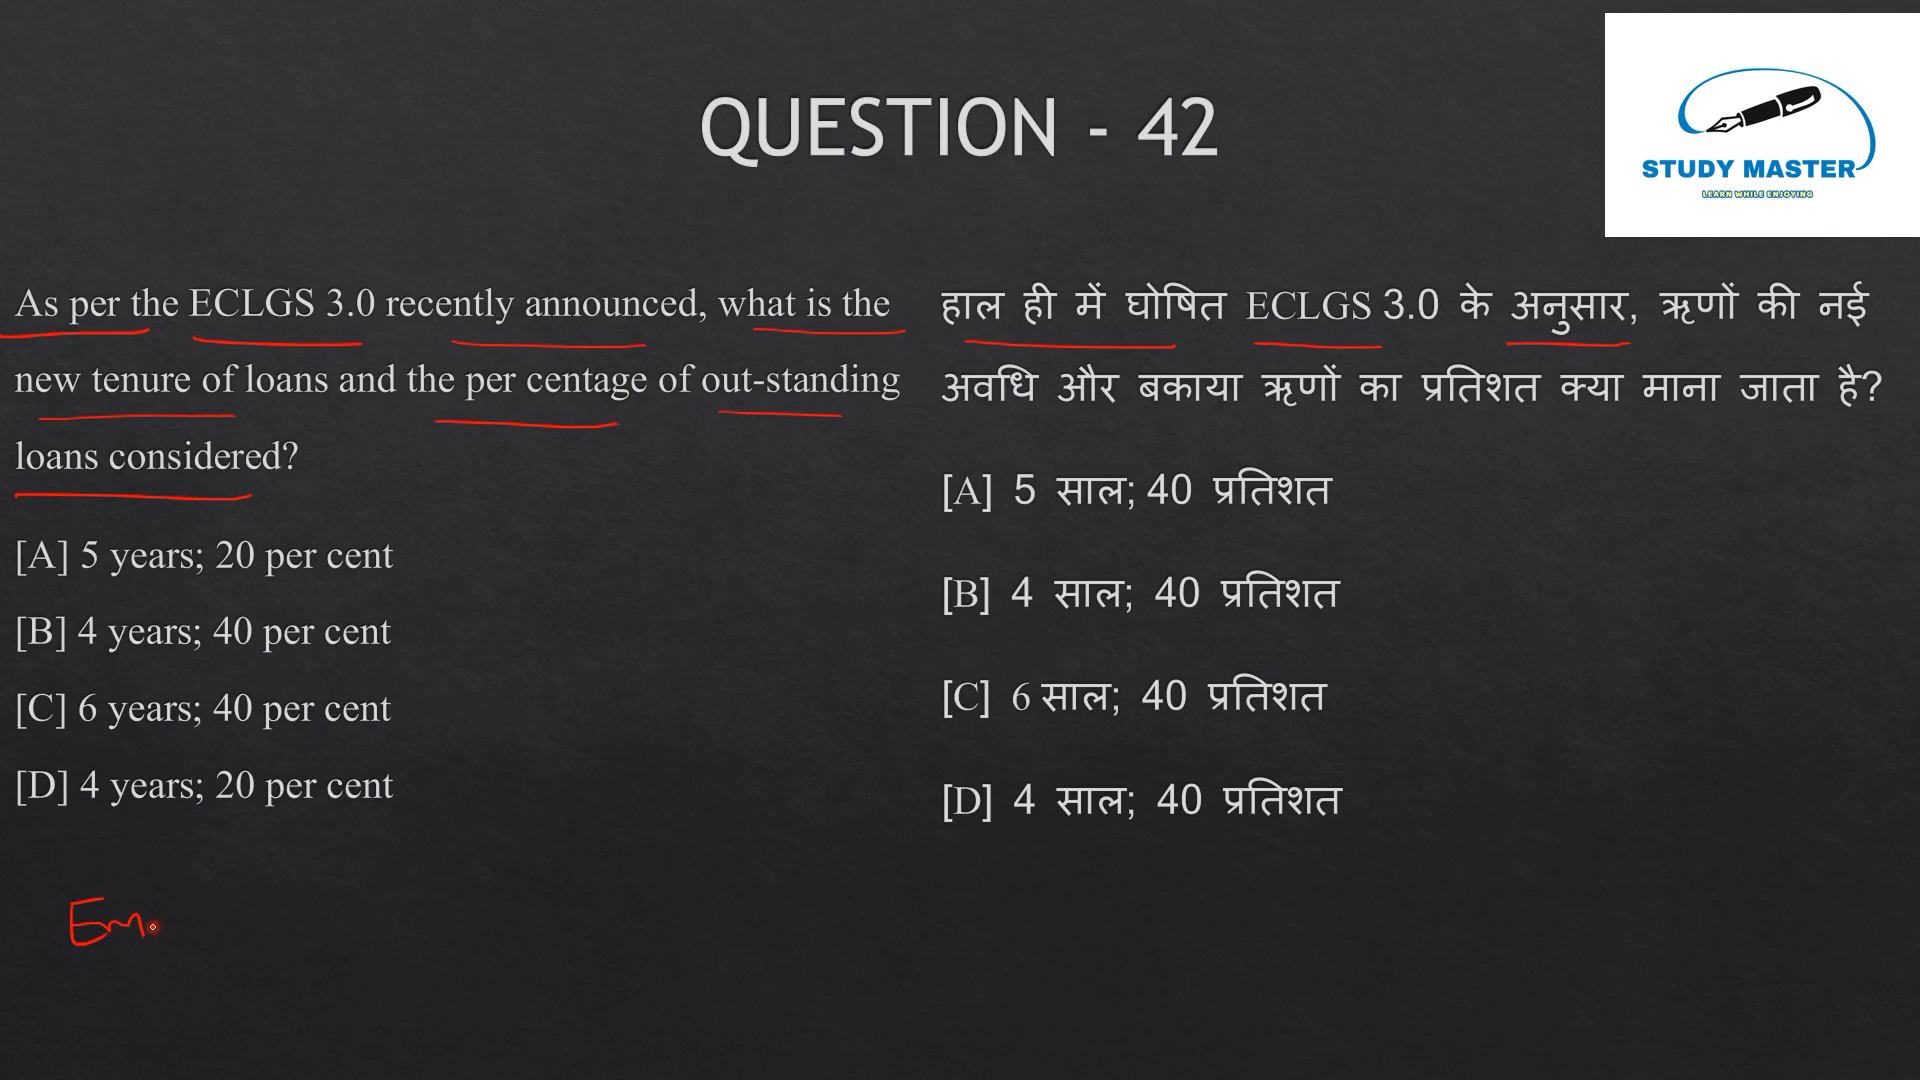 QUESTION - 42
STUDY MASTER
LEARN WHILE ENJOYING
As per the ECLGS 3.0 recently announced, what is the
new tenure of loans and the per centage of out-standing
loans considered?
[A] 5 years; 20 per cent
[B] 4 years; 40 per cent
[C] 6 years; 40 per cent
[D] 4 years; 20 per cent
Em
हाल ही में घोषित ECLGS 3.0 के अनुसार, ऋणों की नई
अवधि और बकाया ऋणों का प्रतिशत क्या माना जाता है?
[A] 5 साल; 40 प्रतिशत
[B] 4 साल; 40 प्रतिशत
[C] 6 साल; 40 प्रतिशत
[D] 4 साल; 40 प्रतिशत